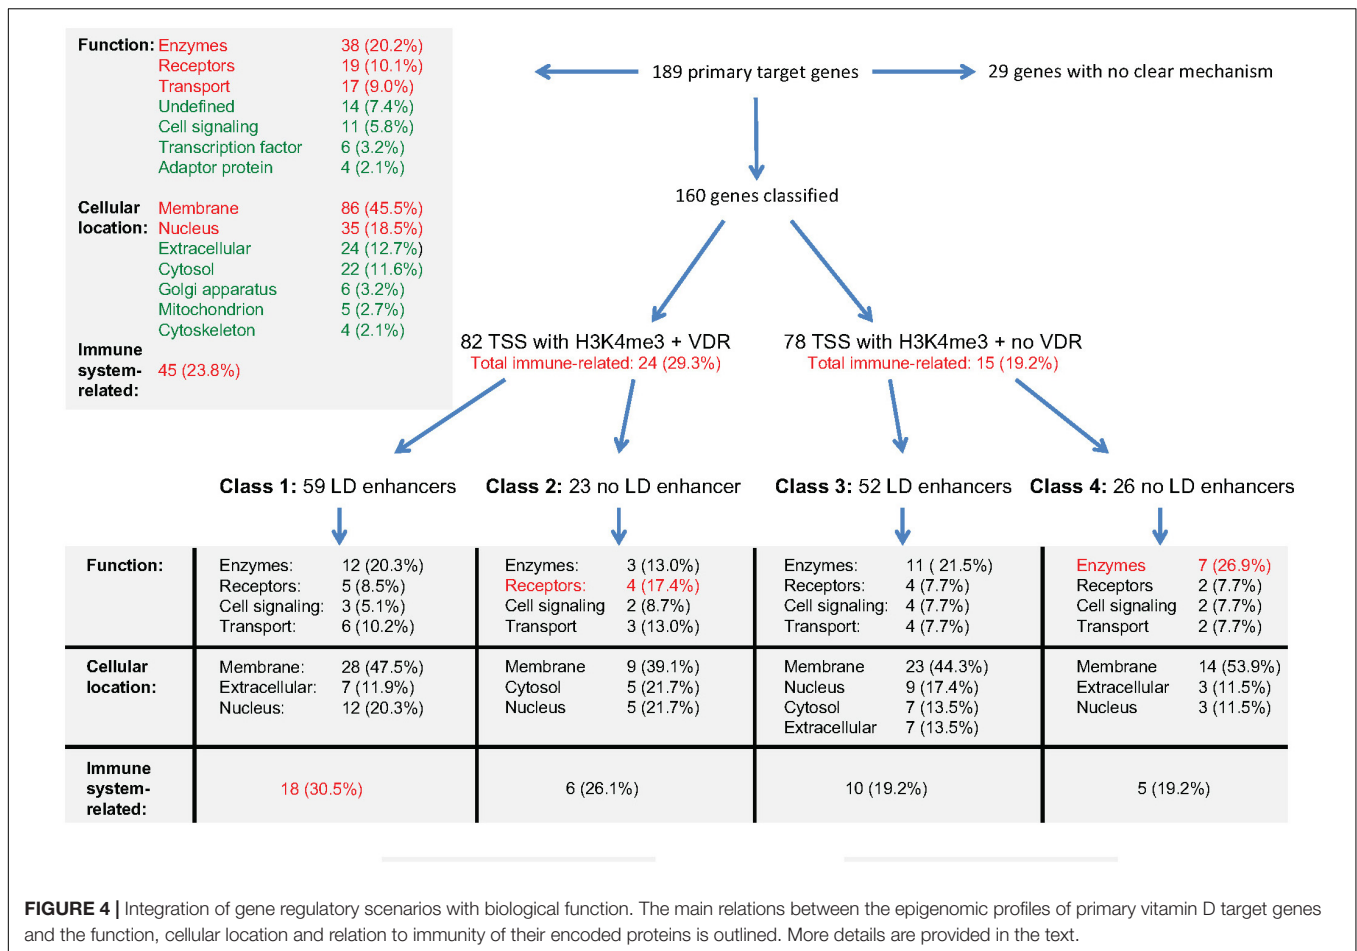 Function: Enzymes 38 (20.2%)
Receptors 19 (10.1%)
Transport 17 (9.0%)
Undefined 14 (7.4%)
Cell signaling 11 (5.8%)
Transcription factor 6 (3.2%)
Adaptor protein 4 (2.1%)
Cellular location: Membrane 86 (45.5%)
Nucleus 35 (18.5%)
Extracellular 24 (12.7%)
Cytosol 22 (11.6%)
Golgi apparatus 6 (3.2%)
Mitochondrion 5 (2.7%)
Cytoskeleton 4 (2.1%)
Immune system-related: 45 (23.8%)
189 primary target genes
29 genes with no clear mechanism
160 genes classified
82 TSS with H3K4me3 + VDR
Total immune-related: 24 (29.3%)
78 TSS with H3K4me3 + no VDR
Total immune-related: 15 (19.2%)
Class 1: 59 LD enhancers
Class 2: 23 no LD enhancer
Class 3: 52 LD enhancers
Class 4: 26 no LD enhancers
Function:
Enzymes: 12 (20.3%)
Receptors: 5 (8.5%)
Cell signaling: 3 (5.1%)
Transport: 6 (10.2%)
Enzymes: 3 (13.0%)
Receptors: 4 (17.4%)
Cell signaling 2 (8.7%)
Transport 3 (13.0%)
Enzymes: 11 ( 21.5%)
Receptors: 4 (7.7%)
Cell signaling: 4 (7.7%)
Transport: 4 (7.7%)
Enzymes 7 (26.9%)
Receptors 2 (7.7%)
Cell signaling 2 (7.7%)
Transport 2 (7.7%)
Cellular
location:
Membrane: 28 (47.5%)
Extracellular: 7 (11.9%)
Nucleus: 12 (20.3%)
Membrane 9 (39.1%)
Cytosol 5 (21.7%)
Nucleus 5 (21.7%)
Membrane 23 (44.3%)
Nucleus 9 (17.4%)
Cytosol 7 (13.5%)
Extracellular 7 (13.5%)
Membrane 14 (53.9%)
Extracellular 3 (11.5%)
Nucleus 3 (11.5%)
Immune
system-
related:
18 (30.5%)
6 (26.1%)
10 (19.2%)
5 (19.2%)
FIGURE 4 | Integration of gene regulatory scenarios with biological function. The main relations between the epigenomic profiles of primary vitamin D target genes
and the function, cellular location and relation to immunity of their encoded proteins is outlined. More details are provided in the text.